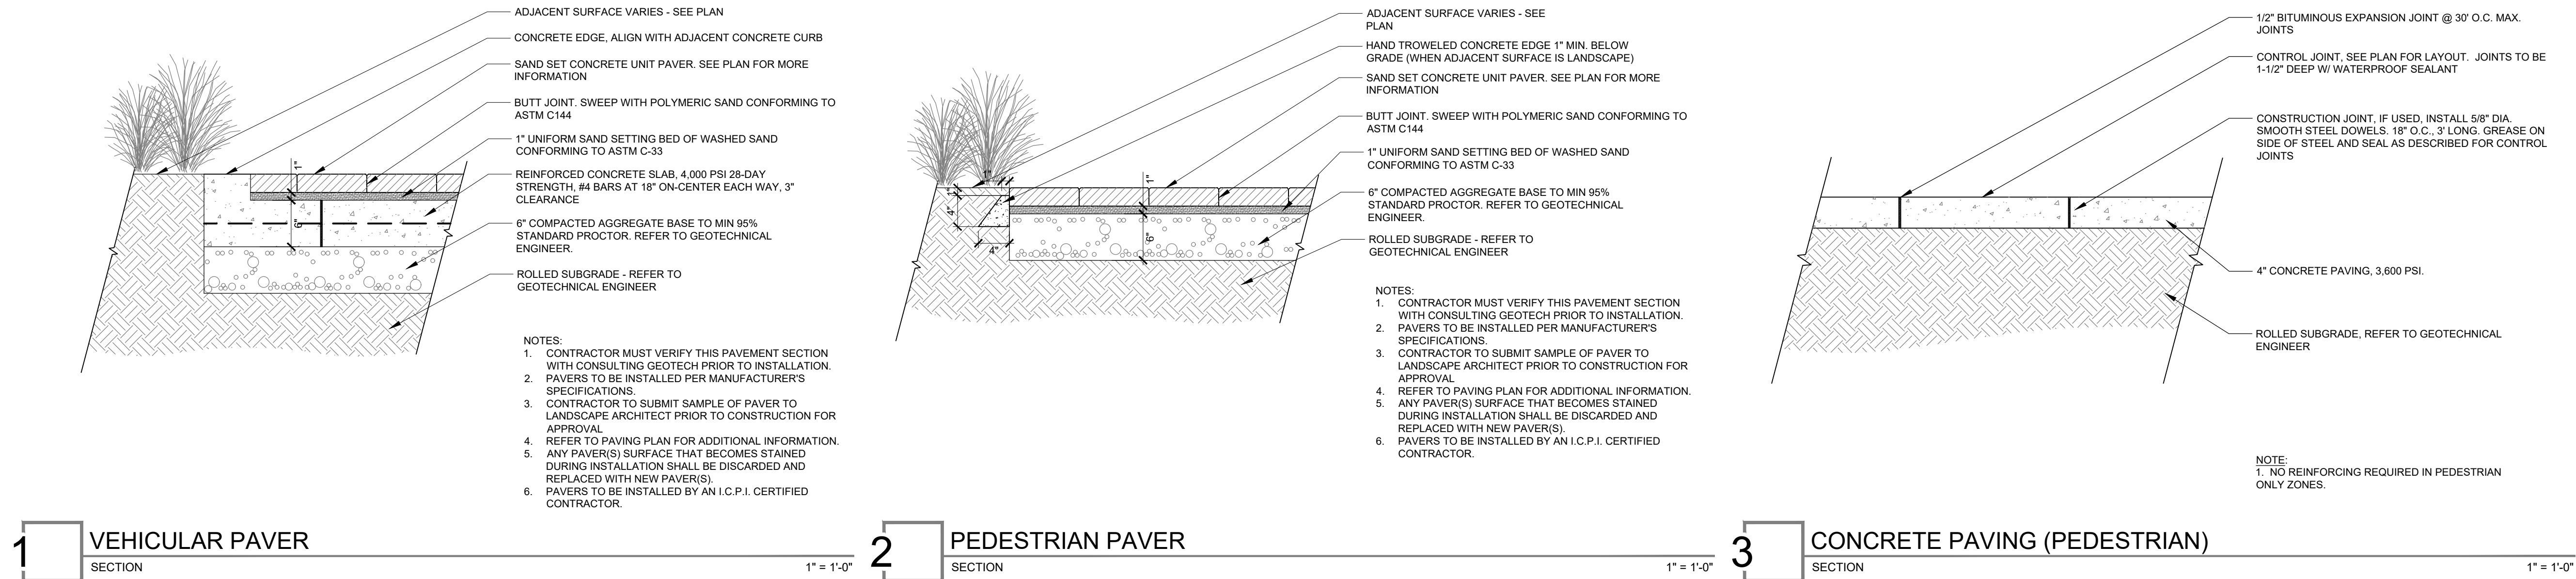 ADJACENT SURFACE VARIES - SEE PLAN
CONCRETE EDGE, ALIGN WITH ADJACENT CONCRETE CURB
SAND SET CONCRETE UNIT PAVER. SEE PLAN FOR MORE
INFORMATION
BUTT JOINT. SWEEP WITH POLYMERIC SAND CONFORMING TO
ASTM C144
1" UNIFORM SAND SETTING BED OF WASHED SAND
CONFORMING TO ASTM C-33
REINFORCED CONCRETE SLAB, 4,000 PSI 28-DAY
STRENGTH, #4 BARS AT 18" ON-CENTER EACH WAY, 3"
CLEARANCE
6" COMPACTED AGGREGATE BASE TO MIN 95%
STANDARD PROCTOR. REFER TO GEOTECHNICAL
ENGINEER.
ROLLED SUBGRADE - REFER TO
GEOTECHNICAL ENGINEER
1"
6"
NOTES:
1. CONTRACTOR MUST VERIFY THIS PAVEMENT SECTION
WITH CONSULTING GEOTECH PRIOR TO INSTALLATION.
2. PAVERS TO BE INSTALLED PER MANUFACTURER'S
SPECIFICATIONS.
3. CONTRACTOR TO SUBMIT SAMPLE OF PAVER TO
LANDSCAPE ARCHITECT PRIOR TO CONSTRUCTION FOR
APPROVAL
4. REFER TO PAVING PLAN FOR ADDITIONAL INFORMATION.
5. ANY PAVER(S) SURFACE THAT BECOMES STAINED
DURING INSTALLATION SHALL BE DISCARDED AND
REPLACED WITH NEW PAVER(S).
6. PAVERS TO BE INSTALLED BY AN I.C.P.I. CERTIFIED
CONTRACTOR.
1
VEHICULAR PAVER
SECTION
1" = 1'-0"
ADJACENT SURFACE VARIES - SEE
PLAN
HAND TROWELED CONCRETE EDGE 1" MIN. BELOW
GRADE (WHEN ADJACENT SURFACE IS LANDSCAPE)
SAND SET CONCRETE UNIT PAVER. SEE PLAN FOR MORE
INFORMATION
BUTT JOINT. SWEEP WITH POLYMERIC SAND CONFORMING TO
ASTM C144
1" UNIFORM SAND SETTING BED OF WASHED SAND
CONFORMING TO ASTM C-33
6" COMPACTED AGGREGATE BASE TO MIN 95%
STANDARD PROCTOR. REFER TO GEOTECHNICAL
ENGINEER.
ROLLED SUBGRADE - REFER TO
GEOTECHNICAL ENGINEER
1"
1"
4"
4"
1"
6"
NOTES:
1. CONTRACTOR MUST VERIFY THIS PAVEMENT SECTION
WITH CONSULTING GEOTECH PRIOR TO INSTALLATION.
2. PAVERS TO BE INSTALLED PER MANUFACTURER'S
SPECIFICATIONS.
3. CONTRACTOR TO SUBMIT SAMPLE OF PAVER TO
LANDSCAPE ARCHITECT PRIOR TO CONSTRUCTION FOR
APPROVAL
4. REFER TO PAVING PLAN FOR ADDITIONAL INFORMATION.
5. ANY PAVER(S) SURFACE THAT BECOMES STAINED
DURING INSTALLATION SHALL BE DISCARDED AND
REPLACED WITH NEW PAVER(S).
6. PAVERS TO BE INSTALLED BY AN I.C.P.I. CERTIFIED
CONTRACTOR.
2
PEDESTRIAN PAVER
SECTION
1" = 1'-0"
1/2" BITUMINOUS EXPANSION JOINT @ 30' O.C. MAX.
JOINTS
CONTROL JOINT, SEE PLAN FOR LAYOUT. JOINTS TO BE
1-1/2" DEEP W/ WATERPROOF SEALANT
CONSTRUCTION JOINT, IF USED, INSTALL 5/8" DIA.
SMOOTH STEEL DOWELS. 18" O.C., 3' LONG. GREASE ON
SIDE OF STEEL AND SEAL AS DESCRIBED FOR CONTROL
JOINTS
4" CONCRETE PAVING, 3,600 PSI.
ROLLED SUBGRADE, REFER TO GEOTECHNICAL
ENGINEER
NOTE:
1. NO REINFORCING REQUIRED IN PEDESTRIAN
ONLY ZONES.
3
CONCRETE PAVING (PEDESTRIAN)
SECTION
1" = 1'-0"